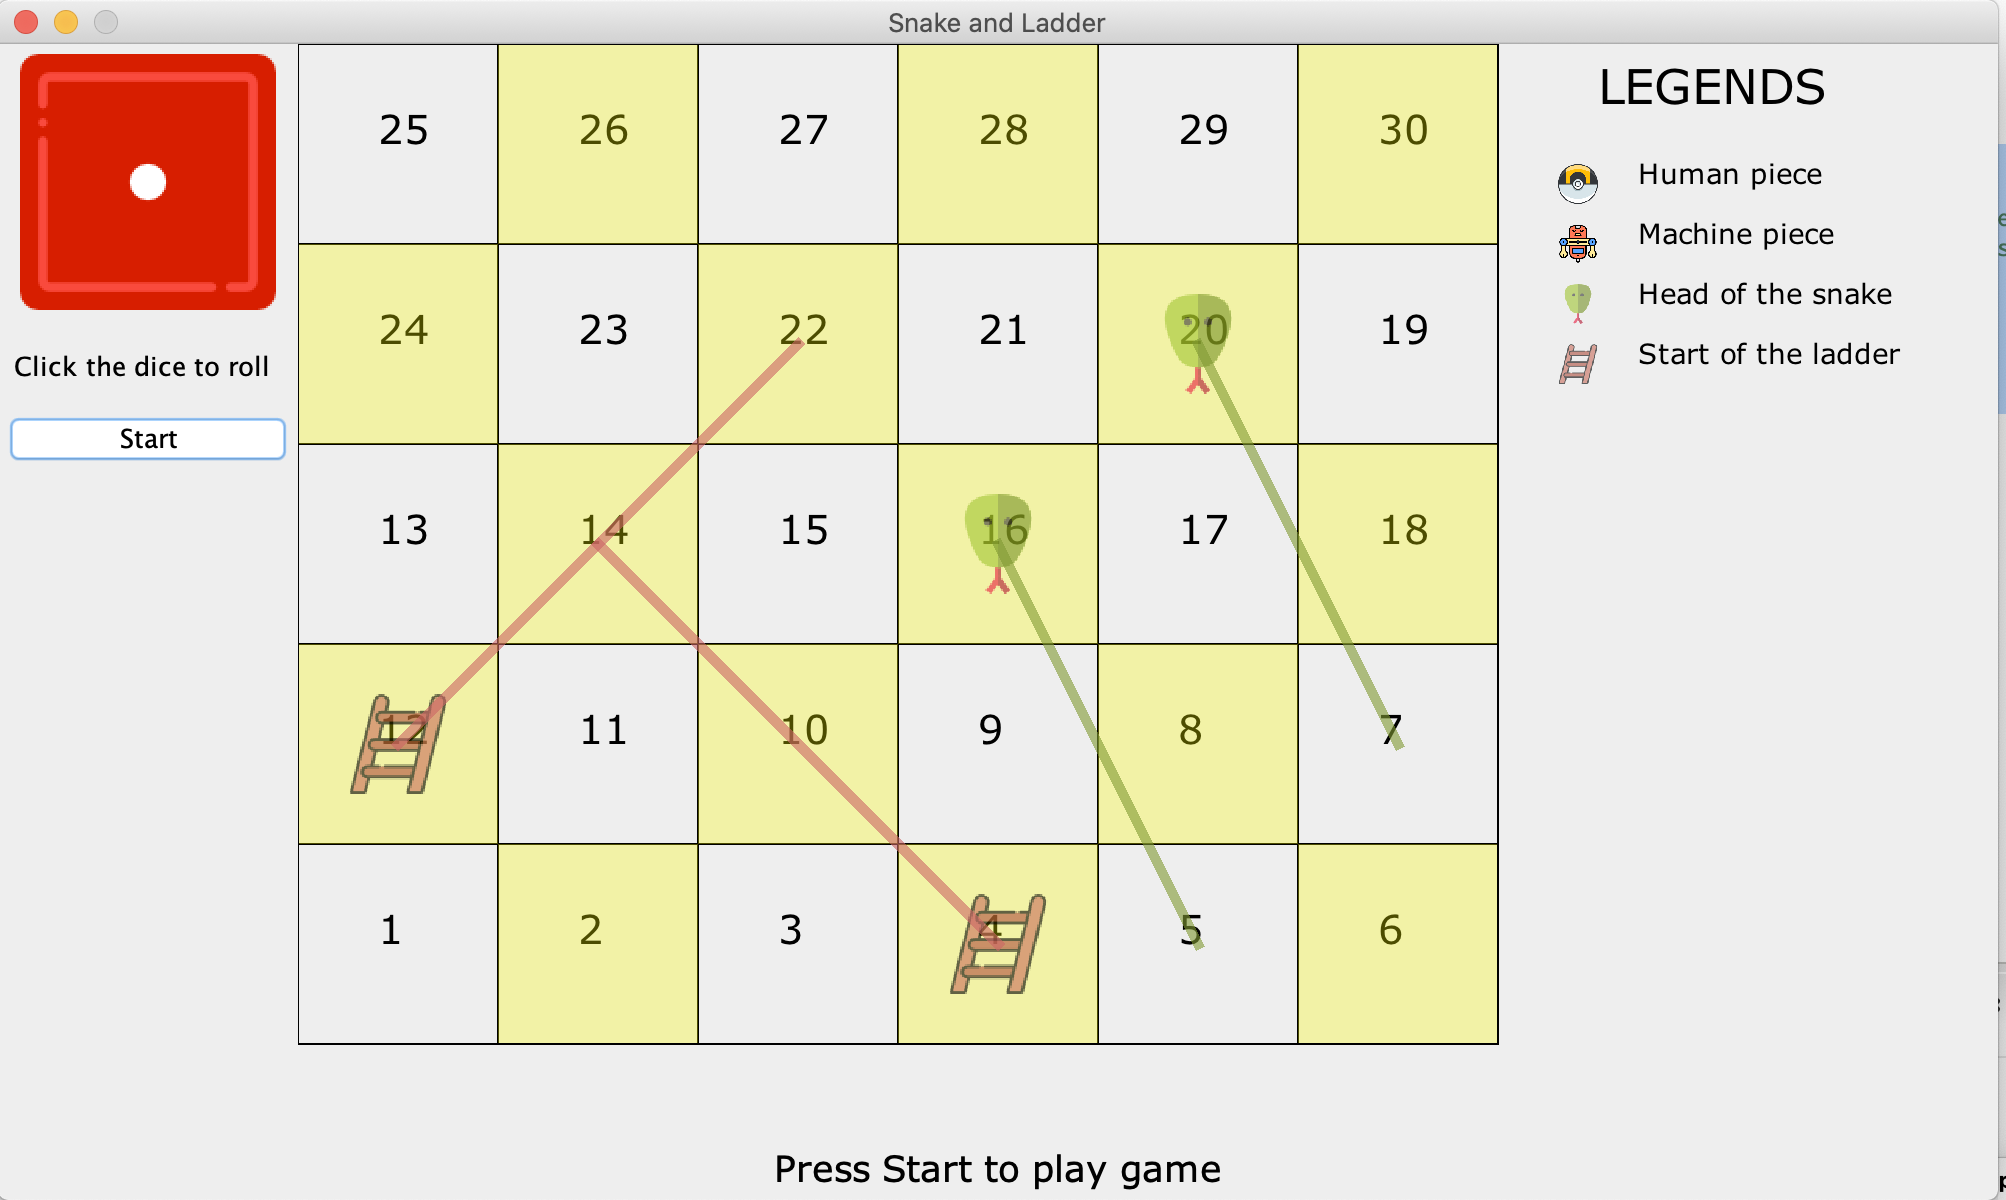 Snake and Ladder
Click the dice to roll
Start
25 26 27 28 29 30
24 23 22 21 20 19
13 14 15 16 17 18
12 11 10 9 8 7
1 2 3 4 5 6
LEGENDS
Human piece
Machine piece
Head of the snake
Start of the ladder
Press Start to play game